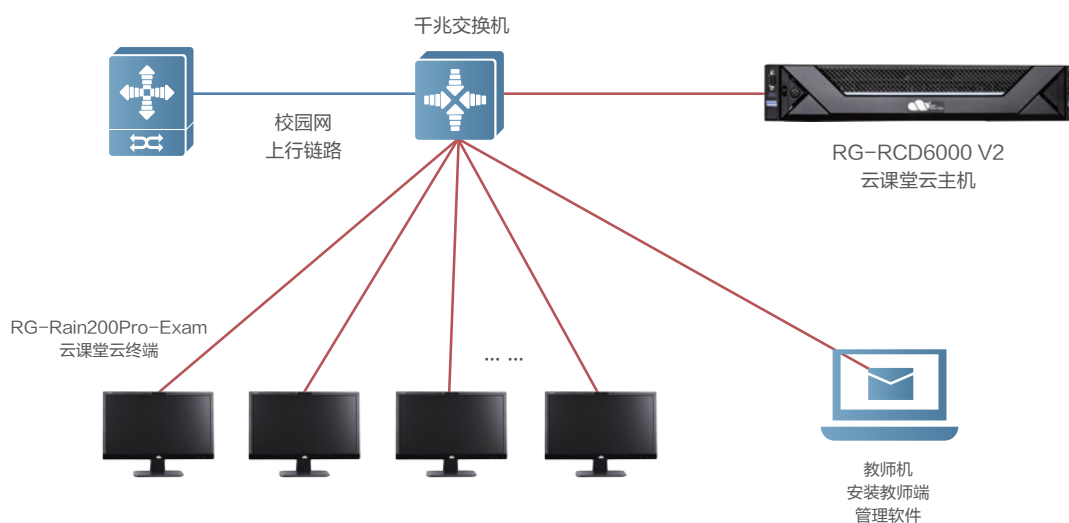 千兆交换机
校园网
上行链路
RG-RCD6000 V2
云课堂云主机
RG-Rain200Pro-Exam
云课堂云终端
... ...
教师机
安装教师端
管理软件